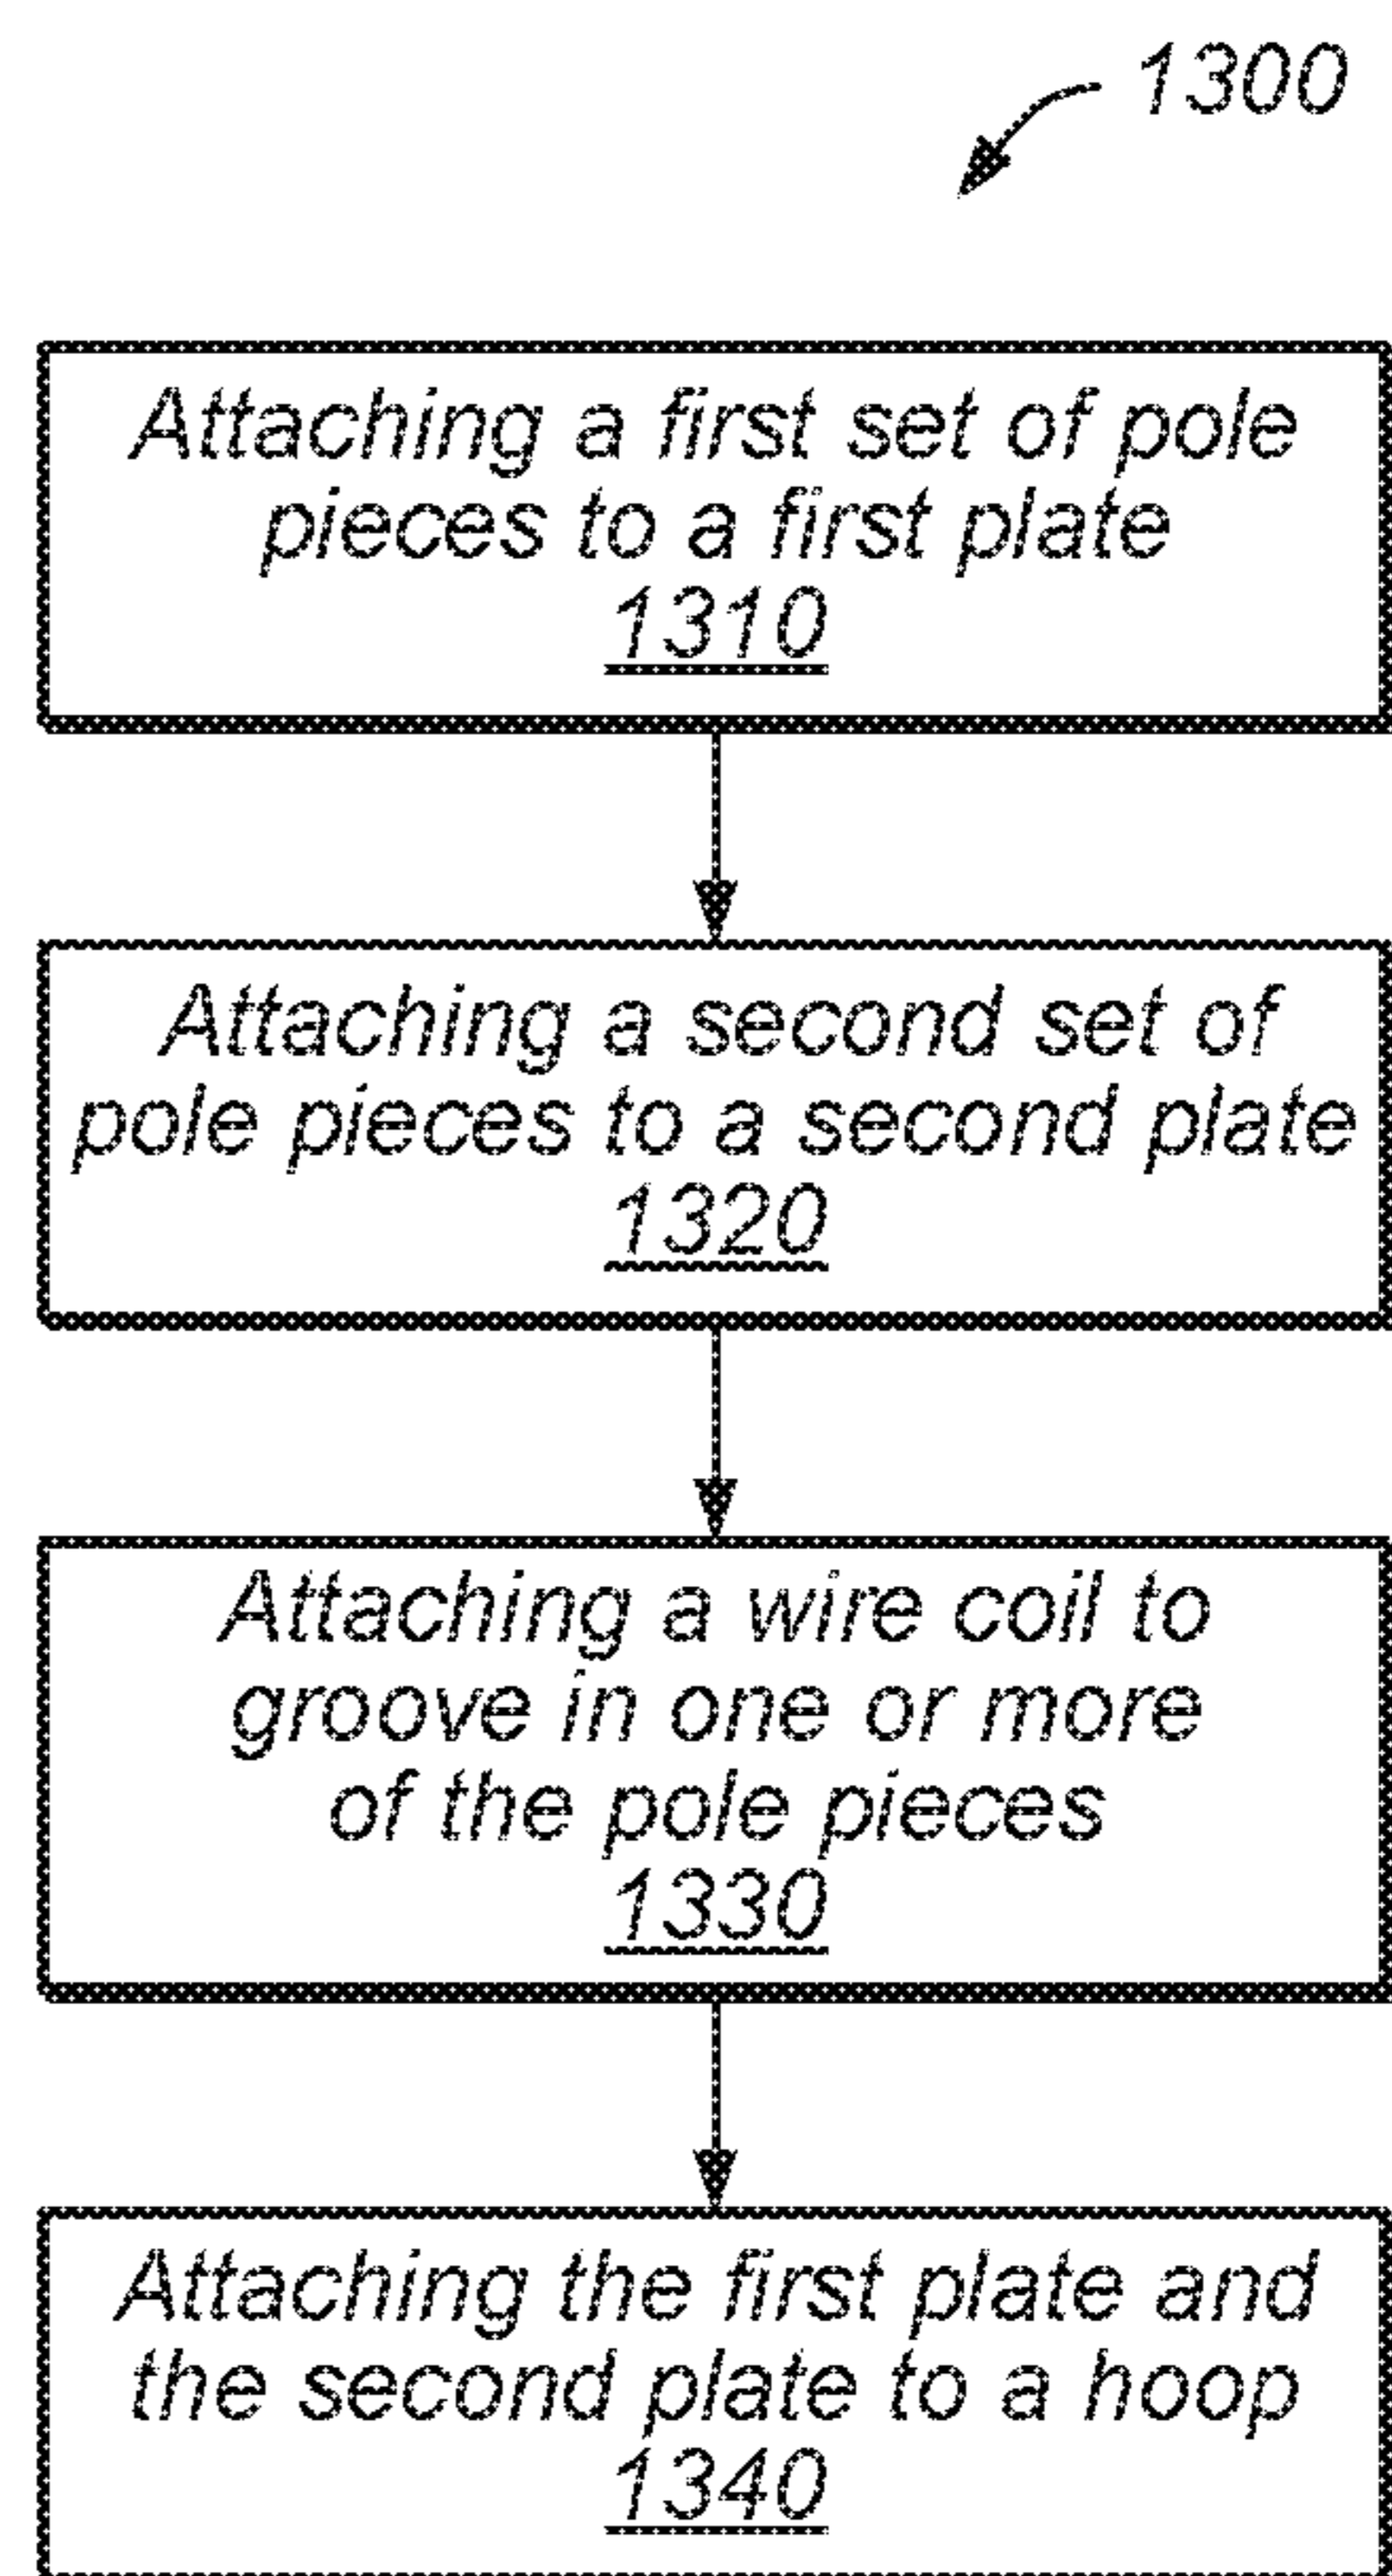 1300
Attaching a first set of pole
pieces to a first plate
1310
Attaching a second set of
pole pieces to a second plate
1320
Attaching a wire coil to
groove in one or more
of the pole pieces
1330
Attaching the first plate and
the second plate to a hoop
1340